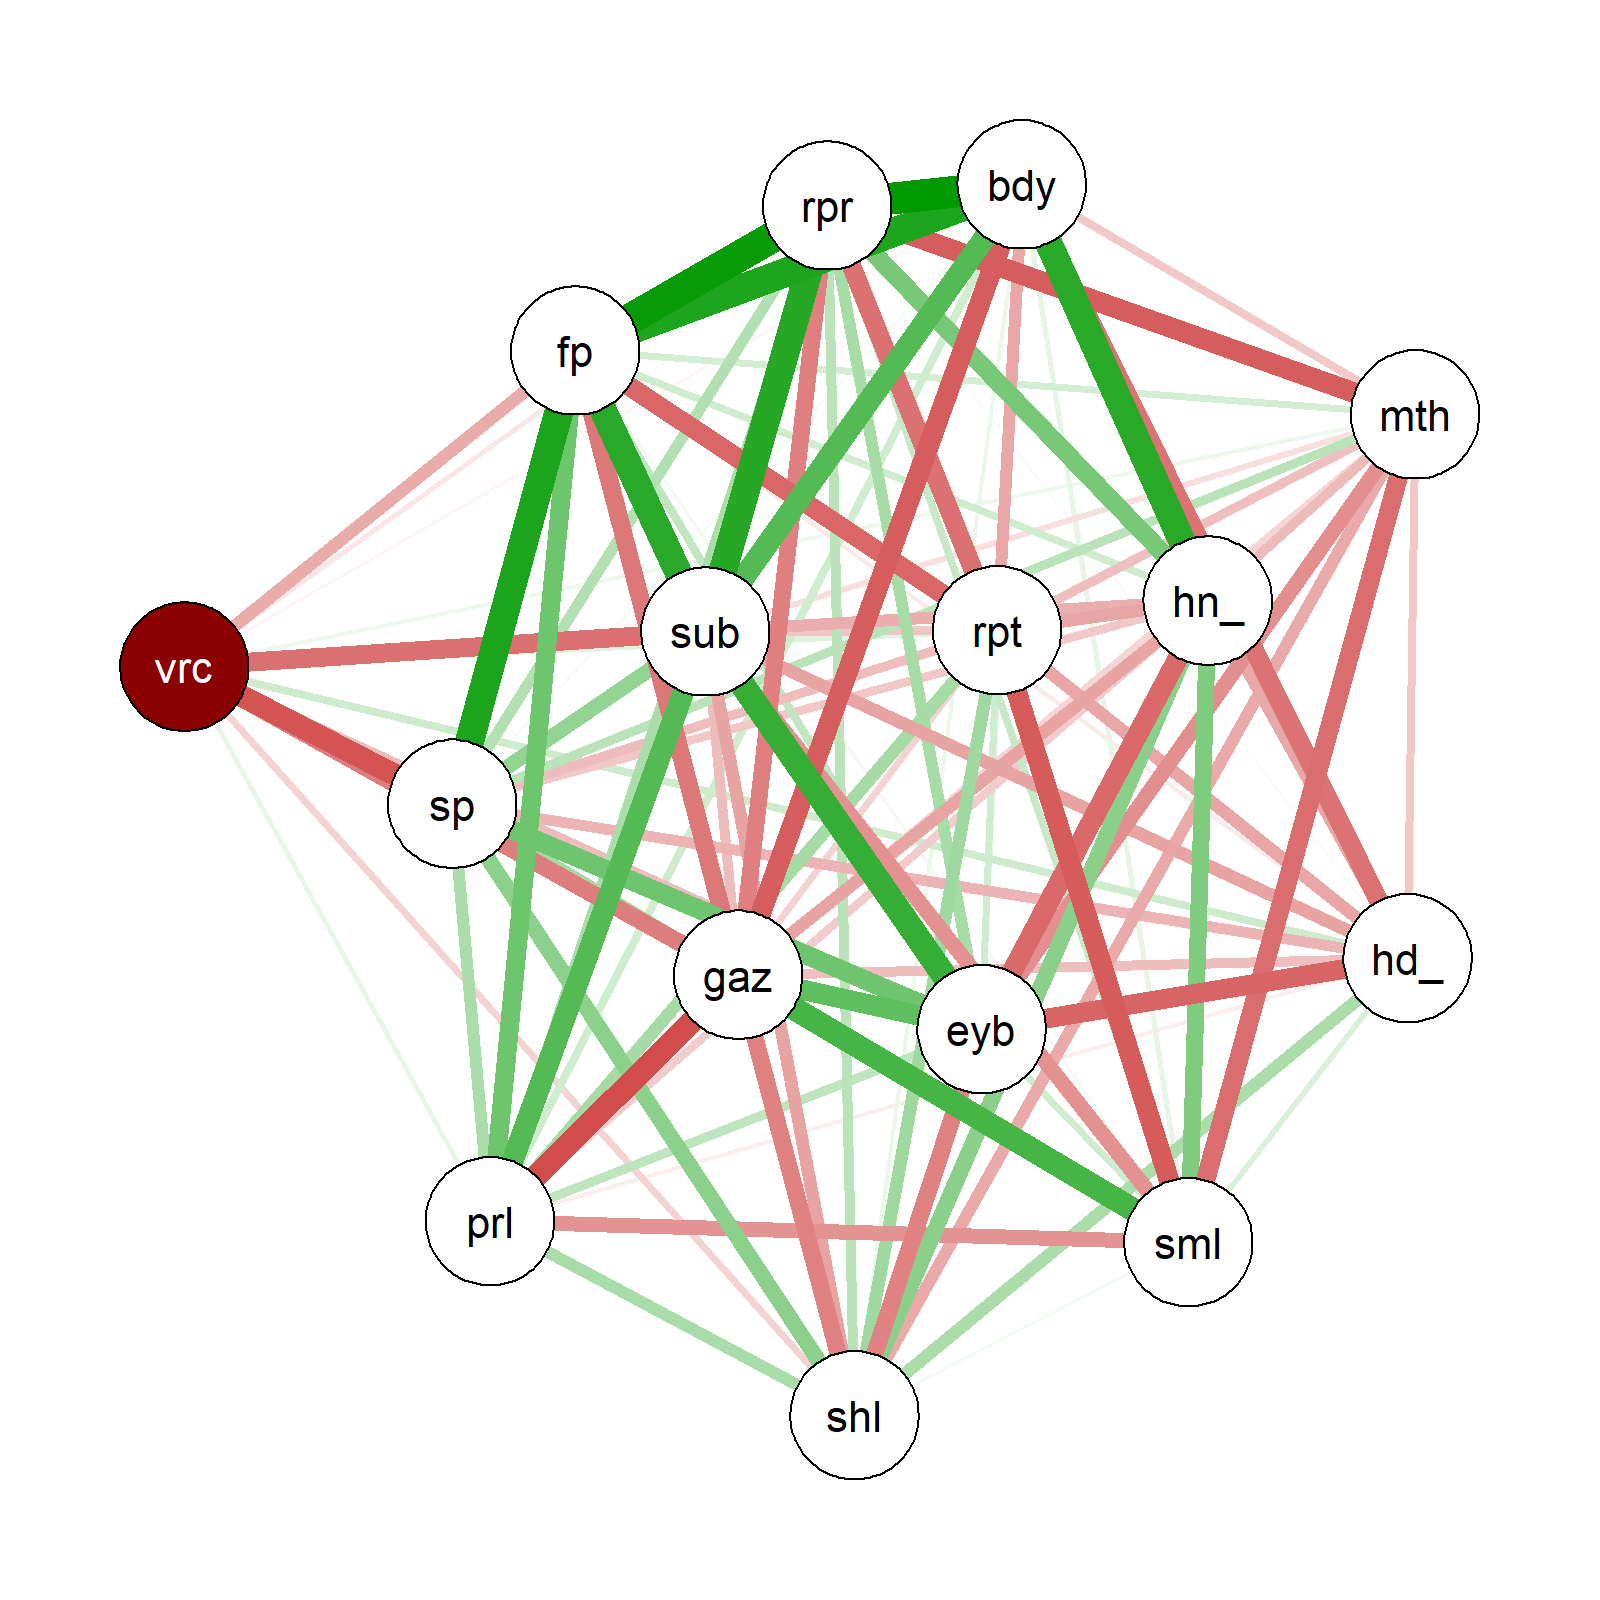 bdy
rpr
fp
mth
hn_
sub
rpt
vrc
sp
hd_
gaz
eyb
prl
sml
shl